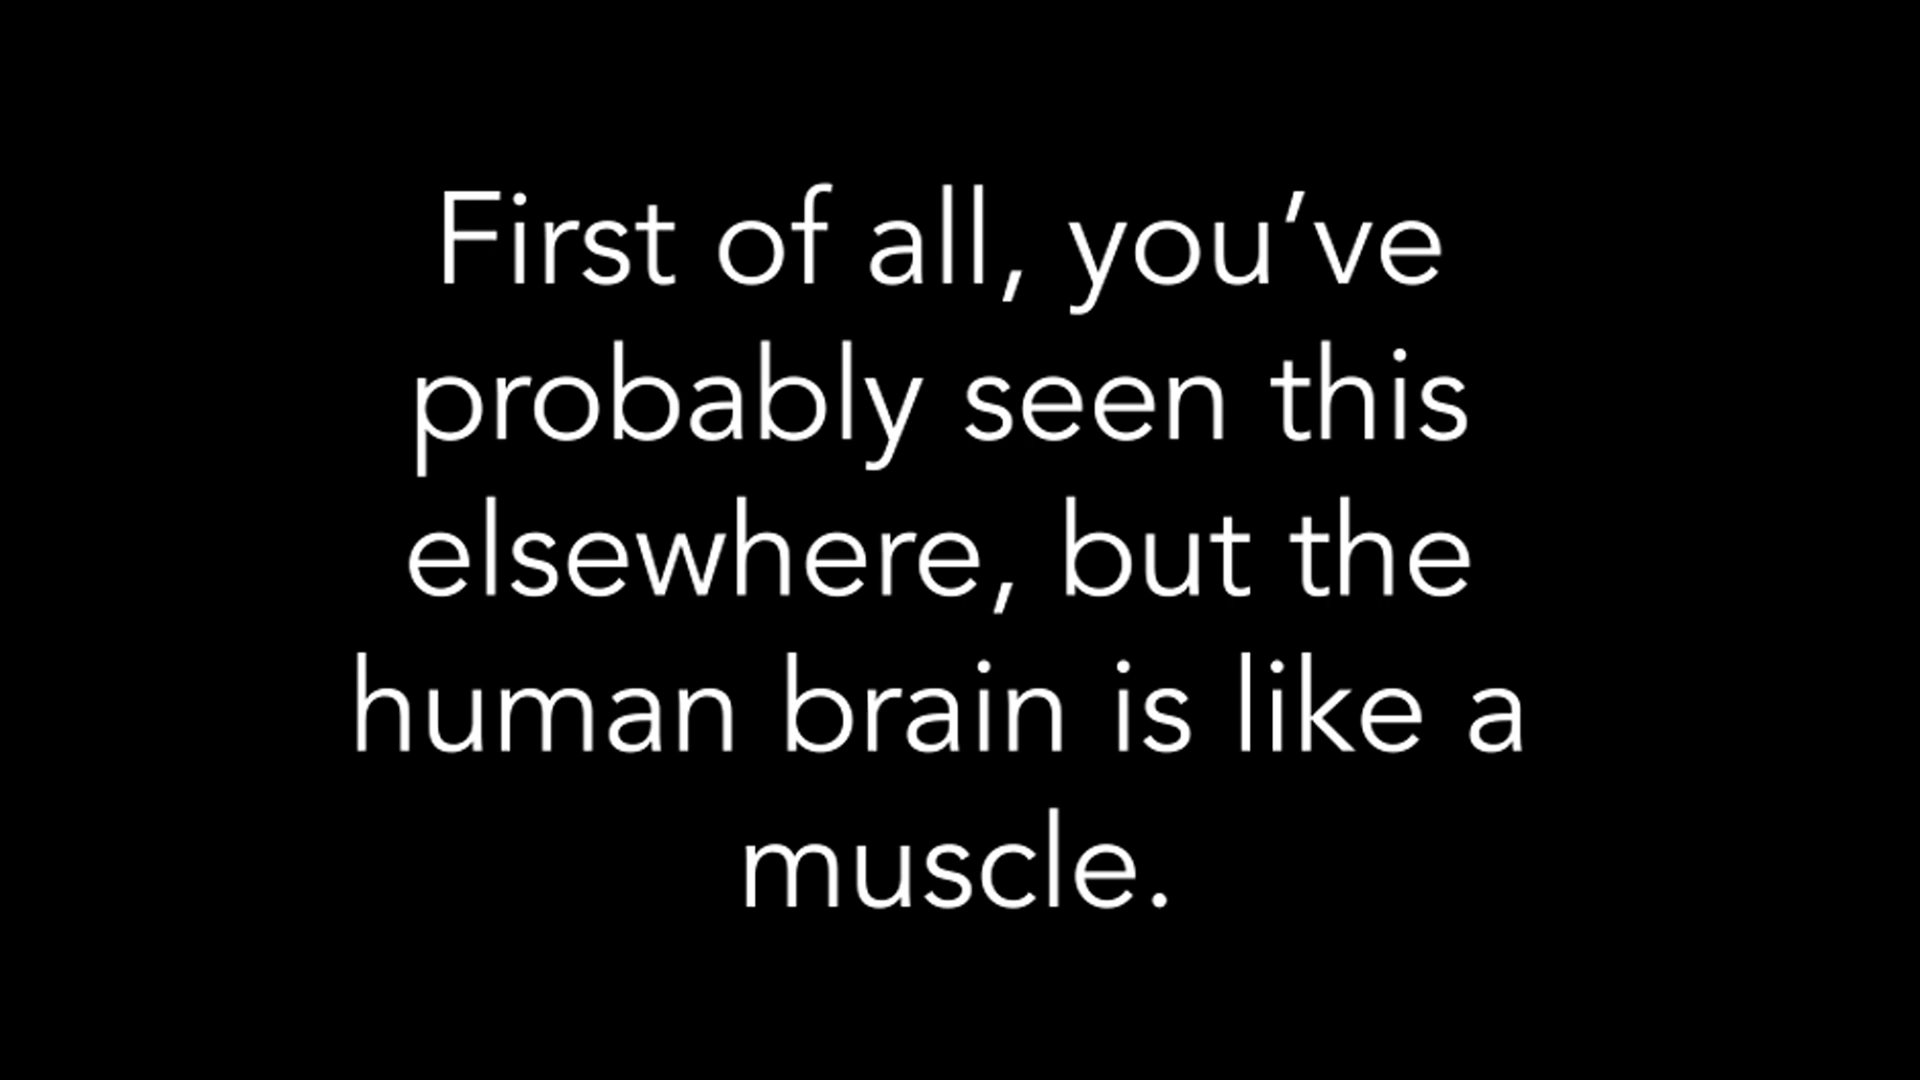 First of all, you’ve
probably seen this
elsewhere, but the
human brain is like a
muscle.